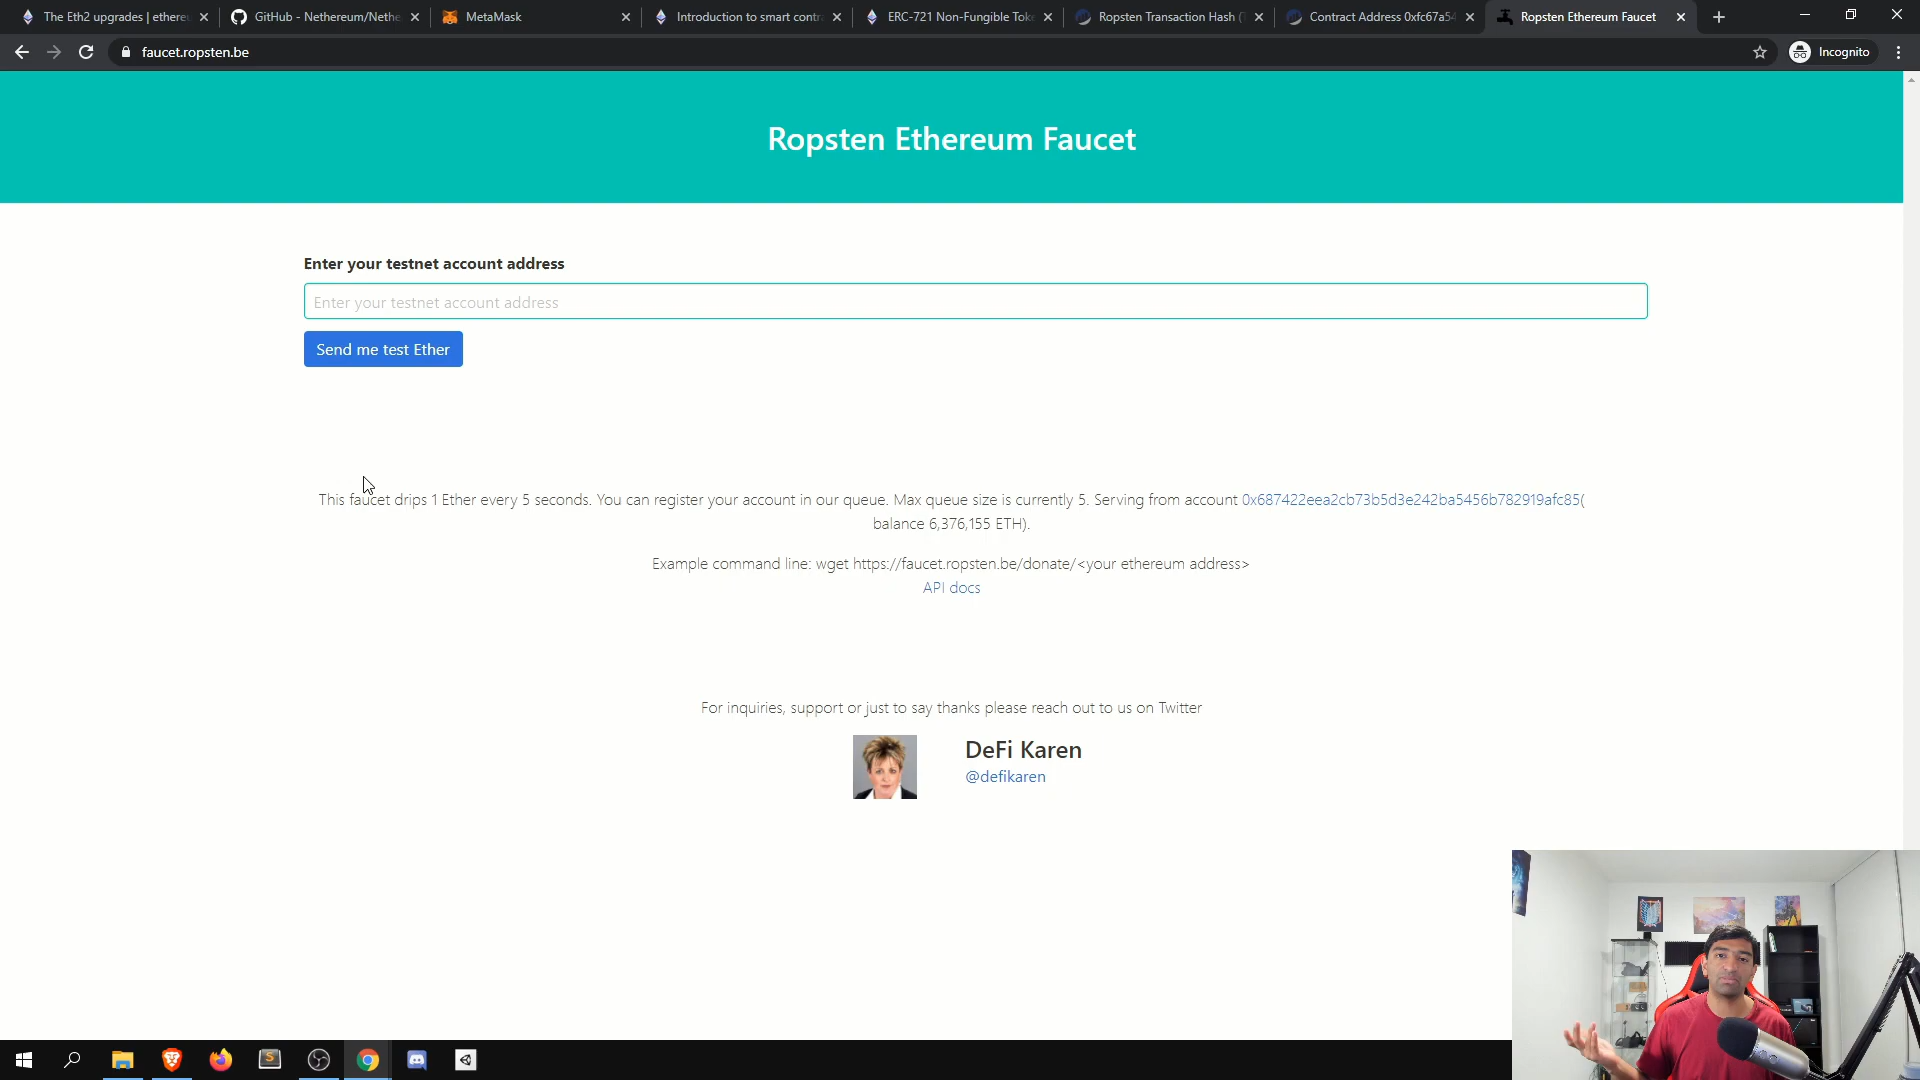 The Eth2 upgrades | ethere
GitHub - Nethereum/Nethe
MetaMask
Introduction to smart contra
ERC-721 Non-Fungible Toke
Ropsten Transaction Hash (T
Contract Address 0xfc67a54
Ropsten Ethereum Faucet
faucet.ropsten.be
Incognito
Ropsten Ethereum Faucet
Enter your testnet account address
Enter your testnet account address
Send me test Ether
This faucet drips 1 Ether every 5 seconds. You can register your account in our queue. Max queue size is currently 5. Serving from account 0x687422eea2cb73b5d3e242ba5456b782919afc85(
balance 6,376,155 ETH).
Example command line: wget https://faucet.ropsten.be/donate/<your ethereum address>
API docs
For inquiries, support or just to say thanks please reach out to us on Twitter
DeFi Karen
@defikaren